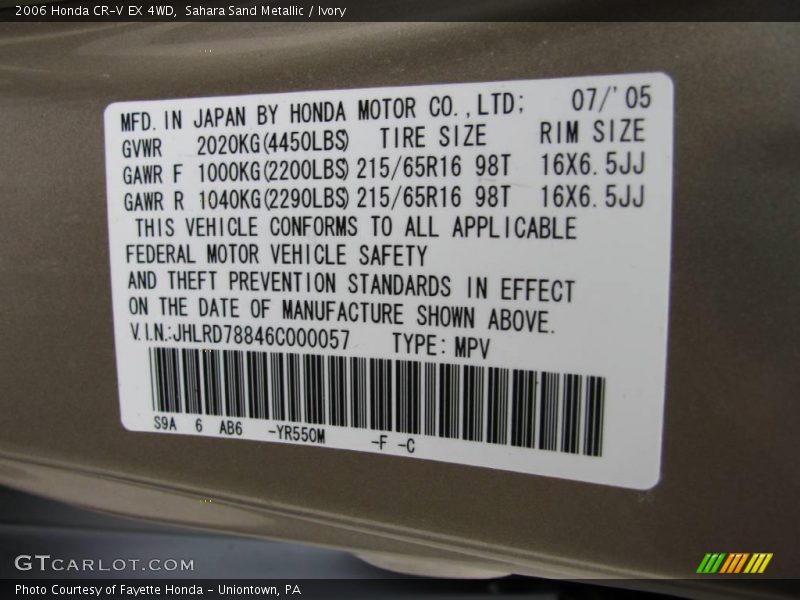 2006 Honda CR-V EX 4WD, Sahara Sand Metallic / Ivory
MFD. IN JAPAN BY HONDA MOTOR CO.,LTD; 07/'05
GVWR 2020KG(4450LBS) TIRE SIZE RIM SIZE
GAWR F 1000KG(2200LBS) 215/65R16 98T 16X6.5JJ
GAWR R 1040KG(2290LBS) 215/65R16 98T 16X6.5JJ
THIS VEHICLE CONFORMS TO ALL APPLICABLE
FEDERAL MOTOR VEHICLE SAFETY
AND THEFT PREVENTION STANDARDS IN EFFECT
ON THE DATE OF MANUFACTURE SHOWN ABOVE.
V.I.N.:JHLRD78846C000057 TYPE: MPV
S9A 6 AB6 -YR550M -F -C
GTCARLOT.COM
Photo Courtesy of Fayette Honda - Uniontown, PA